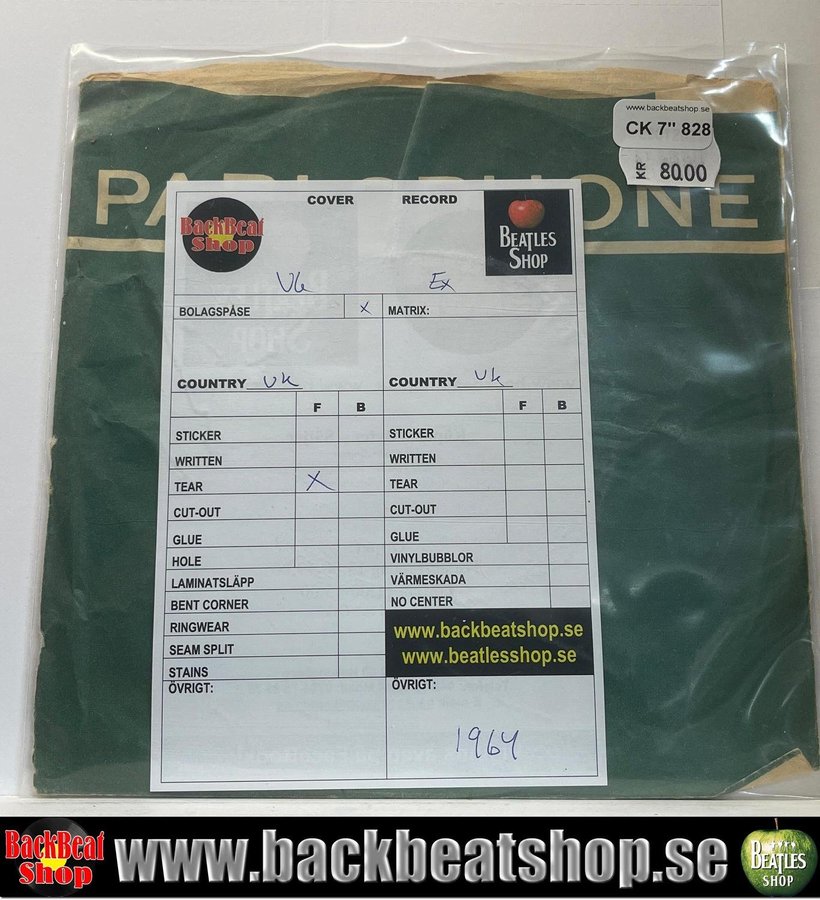 www.backbeatshop.se
CK 7" 828
KR 80.00
PARLOPHONE
COVER RECORD
BackBeat
Shop
BEATLES
SHOP
VG Ex
BOLAGSPÅSE X MATRIX:
COUNTRY UK COUNTRY UK
F B F B
STICKER STICKER
WRITTEN WRITTEN
TEAR X TEAR
CUT-OUT CUT-OUT
GLUE GLUE
HOLE VINYLBUBBLOR
LAMINATSLÄPP VÄRMESKADA
BENT CORNER NO CENTER
RINGWEAR
www.backbeatshop.se
SEAM SPLIT
www.beatlesshop.se
STAINS
ÖVRIGT: ÖVRIGT:
1964
BackBeat
Shop
www.backbeatshop.se
BEATLES
SHOP